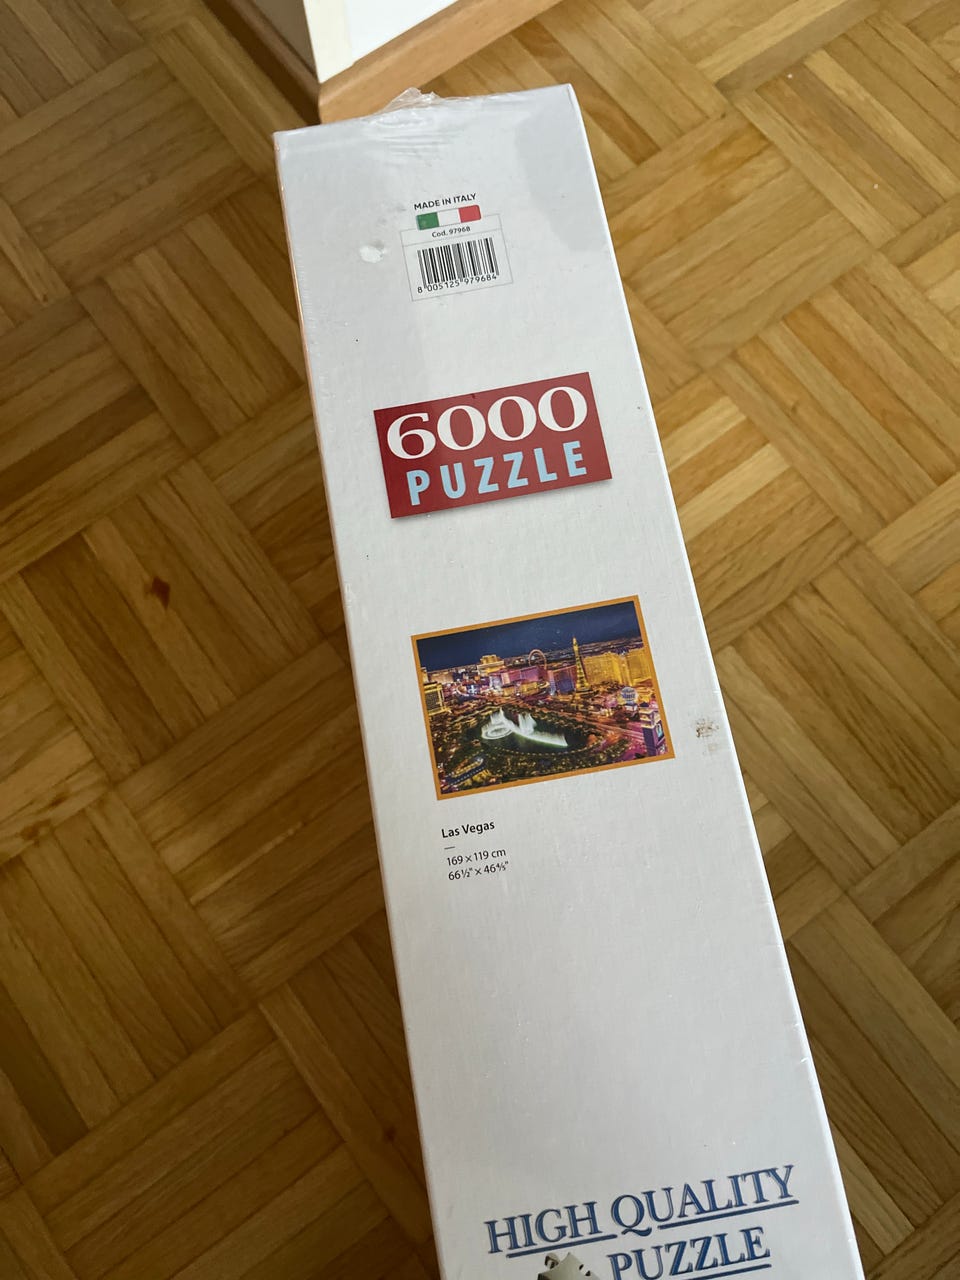 MADE IN ITALY
Cod. 97968
8 005125 979684
6000
PUZZLE
Las Vegas
169 x 119 cm
66½" x 46⅘"
HIGH QUALITY
PUZZLE